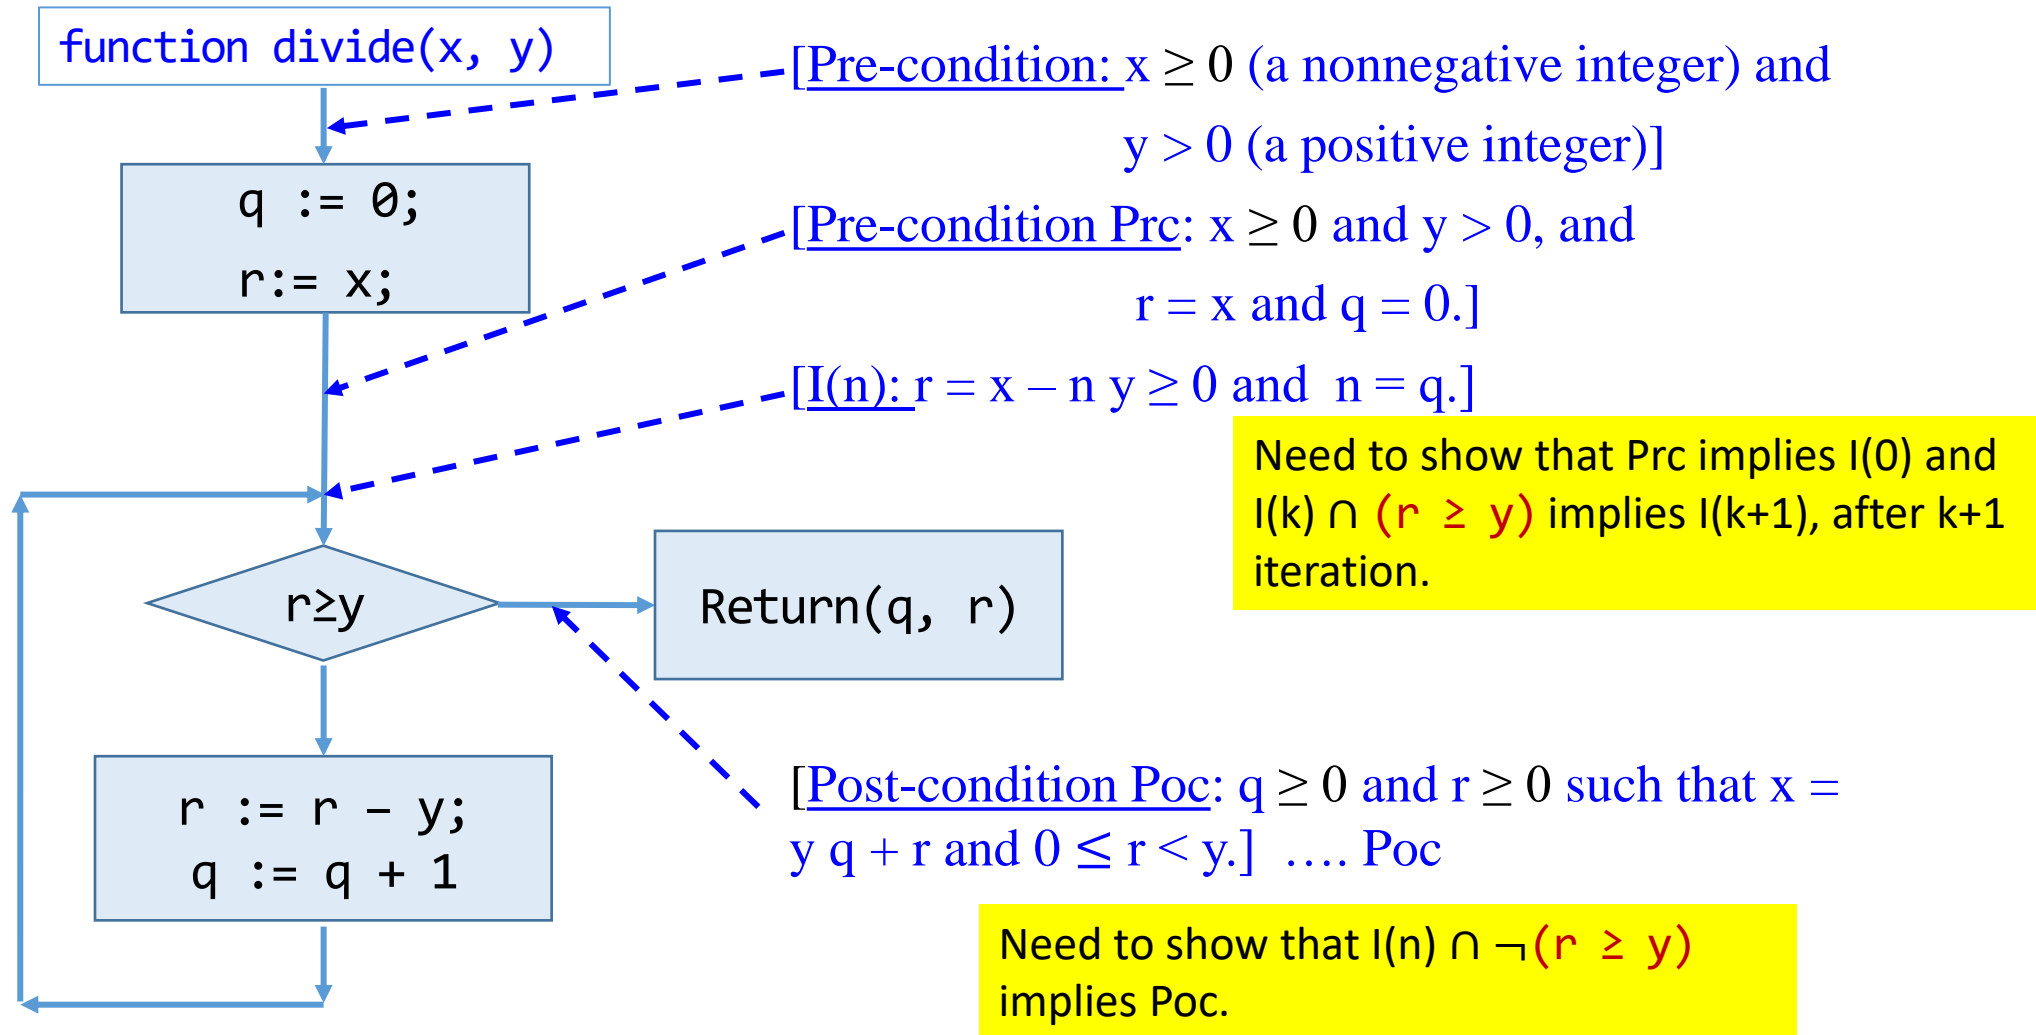 function divide(x, y)
[Pre-condition: x ≥ 0 (a nonnegative integer) and
y > 0 (a positive integer)]
q := 0;
r:= x;
[Pre-condition Prc: x ≥ 0 and y > 0, and
r = x and q = 0.]
[I(n): r = x – n y ≥ 0 and n = q.]
Need to show that Prc implies I(0) and
I(k) ∩ (r ≥ y) implies I(k+1), after k+1
iteration.
r≥y
Return(q, r)
r := r – y;
q := q + 1
[Post-condition Poc: q ≥ 0 and r ≥ 0 such that x =
y q + r and 0 ≤ r < y.] …. Poc
Need to show that I(n) ∩ ¬(r ≥ y)
implies Poc.